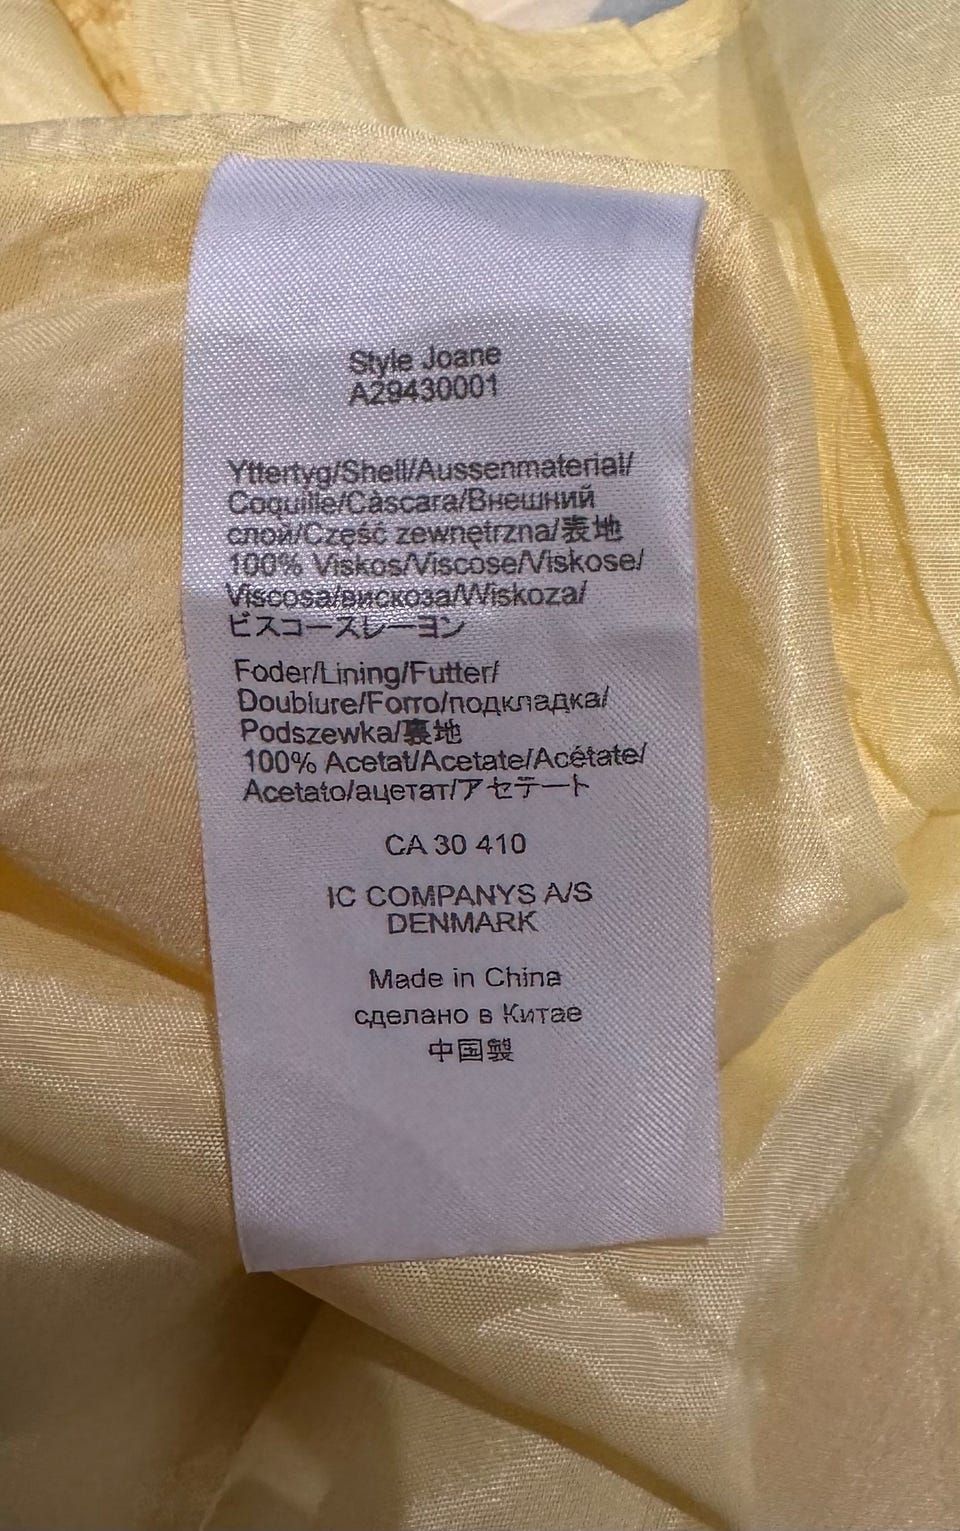 Style Joane
A29430001
Yttertyg/Shell/Aussenmaterial/
Coquille/Cáscara/Внешний
слой/Część zewnętrzna/表地
100% Viskos/Viscose/Viskose/
Viscosa/вискоза/Wiskoza/
ビスコースレーヨン
Foder/Lining/Futter/
Doublure/Forro/подкладка/
Podszewka/裏地
100% Acetat/Acetate/Acétate/
Acetato/ацетат/アセテート
CA 30 410
IC COMPANYS A/S
DENMARK
Made in China
сделано в Китае
中国製